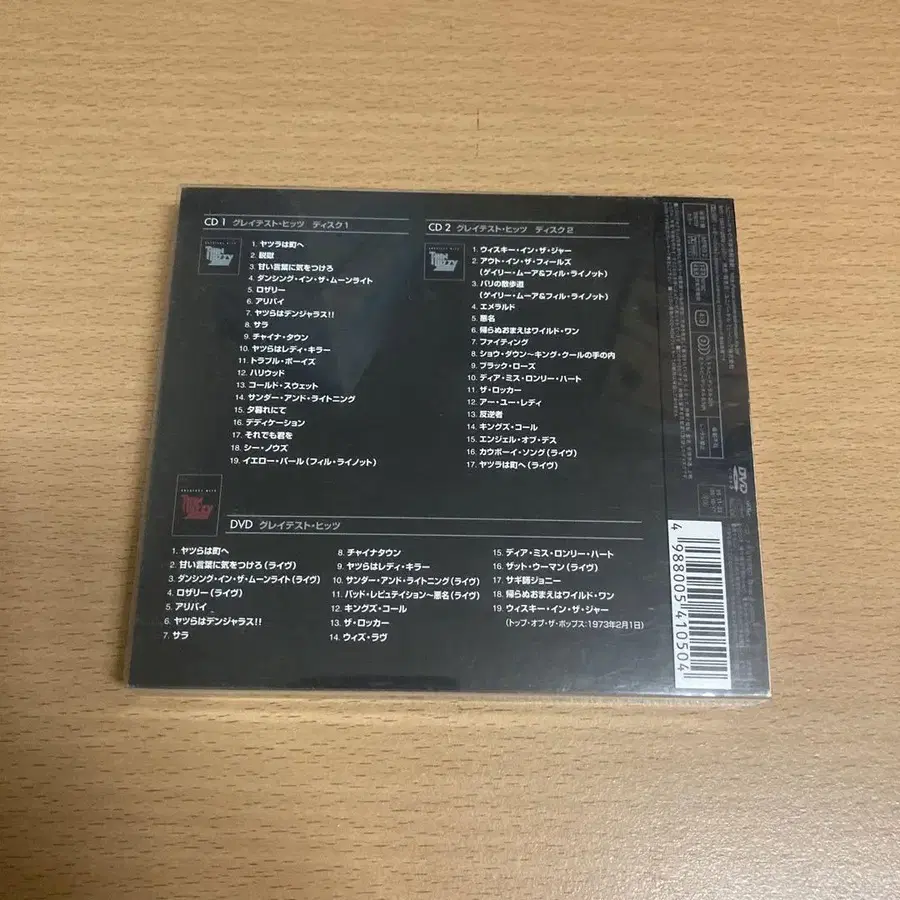 CD 1 グレイテスト・ヒッツ ディスク1
GREATEST HITS
THIN LIZZY
1. ヤツラは町へ
2. 脱獄
3. 甘い言葉に気をつけろ
4. ダンシング・イン・ザ・ムーンライト
5. ロザリー
6. アリバイ
7. ヤツらはデンジャラス!!
8. サラ
9. チャイナ・タウン
10. ヤツらはレディ・キラー
11. トラブル・ボーイズ
12. ハリウッド
13. コールド・スウェット
14. サンダー・アンド・ライトニング
15. 夕暮れにて
16. デディケーション
17. それでも君を
18. シー・ノウズ
19. イエロー・パール(フィル・ライノット)
CD 2 グレイテスト・ヒッツ ディスク2
GREATEST HITS
THIN LIZZY
1. ウィスキー・イン・ザ・ジャー
2. アウト・イン・ザ・フィールズ
(ゲイリー・ムーア&フィル・ライノット)
3. パリの散歩道
(ゲイリー・ムーア&フィル・ライノット)
4. エメラルド
5. 悪名
6. 帰らぬおまえはワイルド・ワン
7. ファイティング
8. ショウ・ダウン～キング・クールの手の内
9. ブラック・ローズ
10. ディア・ミス・ロンリー・ハート
11. ザ・ロッカー
12. アー・ユー・レディ
13. 反逆者
14. キングズ・コール
15. エンジェル・オブ・デス
16. カウボーイ・ソング(ライヴ)
17. ヤツラは町へ(ライヴ)
GREATEST HITS
THIN LIZZY
DVD グレイテスト・ヒッツ
1. ヤツらは町へ
2. 甘い言葉に気をつけろ(ライヴ)
3. ダンシング・イン・ザ・ムーンライト(ライヴ)
4. ロザリー(ライヴ)
5. アリバイ
6. ヤツらはデンジャラス!!
7. サラ
8. チャイナタウン
9. ヤツらはレディ・キラー
10. サンダー・アンド・ライトニング(ライヴ)
11. バッド・レピュテイション～悪名(ライヴ)
12. キングズ・コール
13. ザ・ロッカー
14. ウィズ・ラヴ
15. ディア・ミス・ロンリー・ハート
16. ザット・ウーマン(ライヴ)
17. サギ師ジョニー
18. 帰らぬおまえはワイルド・ワン
19. ウィスキー・イン・ザ・ジャー
(トップ・オブ・ザ・ポップス:1973年2月1日)
DVD
4 988005 410504